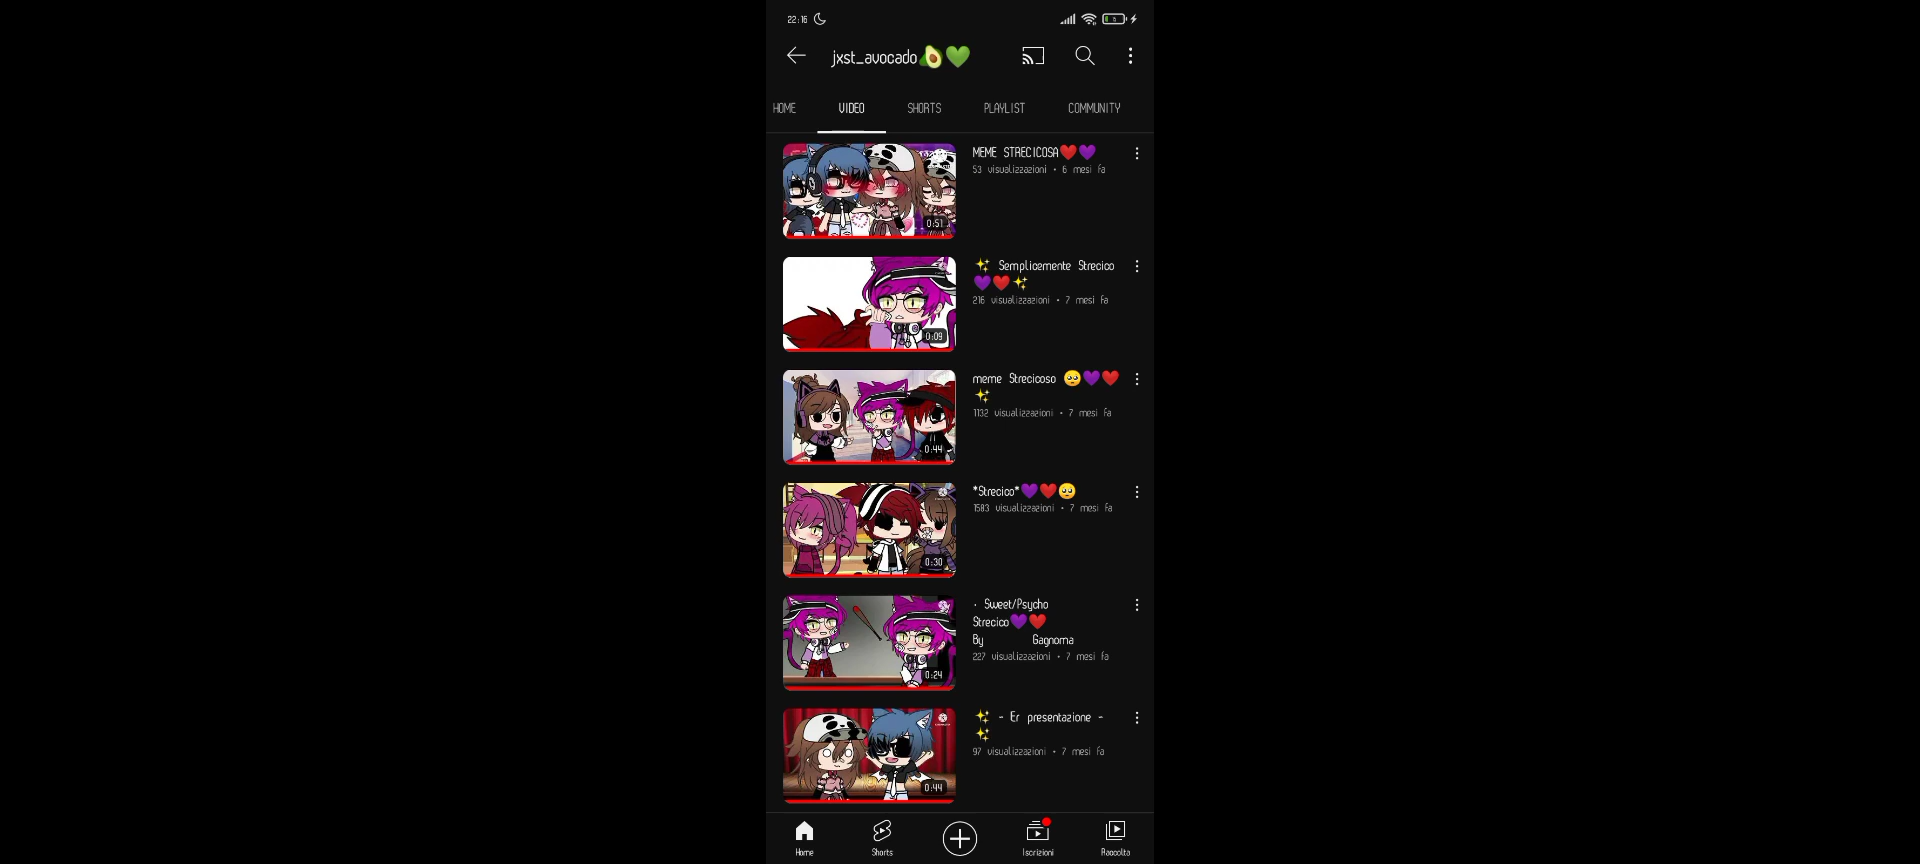 22:16
jxst_avocado🥑💚
HOME VIDEO SHORTS PLAYLIST COMMUNITY
MEME STRECICOSA❤️💜
53 visualizzazioni • 6 mesi fa
0:51
✨ Semplicemente Strecico
💜❤️✨
216 visualizzazioni • 7 mesi fa
0:09
meme Strecicoso 🥺💜❤️
✨
1132 visualizzazioni • 7 mesi fa
0:44
*Strecico*💜❤️🥺
1583 visualizzazioni • 7 mesi fa
0:30
· Sweet/Psycho
Strecico💜❤️
By Gagnoma
227 visualizzazioni • 7 mesi fa
0:24
✨ - Er presentazione -
✨
97 visualizzazioni • 7 mesi fa
0:44
Home Shorts Iscrizioni Raccolta